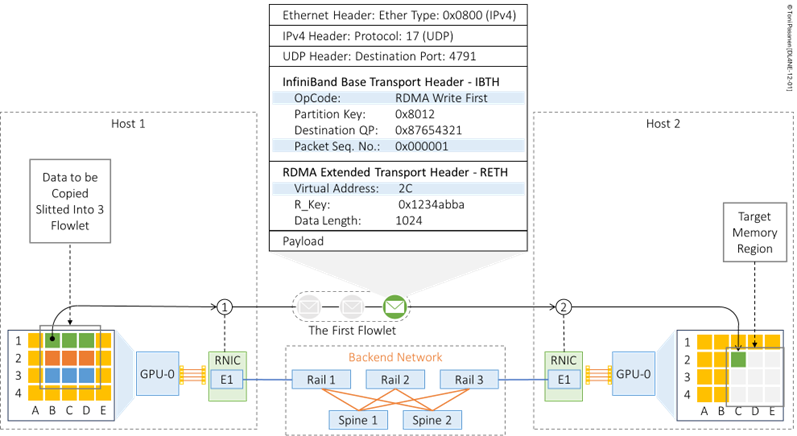 © Toni Pasanen [DL4NE-12-01]
Ethernet Header: Ether Type: 0x0800 (IPv4)
IPv4 Header: Protocol: 17 (UDP)
UDP Header: Destination Port: 4791
InfiniBand Base Transport Header - IBTH
OpCode: RDMA Write First
Partition Key: 0x8012
Destination QP: 0x87654321
Packet Seq. No.: 0x000001
RDMA Extended Transport Header - RETH
Virtual Address: 2C
R_Key: 0x1234abba
Data Length: 1024
Payload
Host 1
Data to be
Copied
Slitted Into 3
Flowlet
Host 2
Target
Memory
Region
1
2
The First Flowlet
1
2
3
4
A B C D E
GPU-0
RNIC
E1
Backend Network
Rail 1 Rail 2 Rail 3
Spine 1 Spine 2
RNIC
E1
GPU-0
1
2
3
4
A B C D E